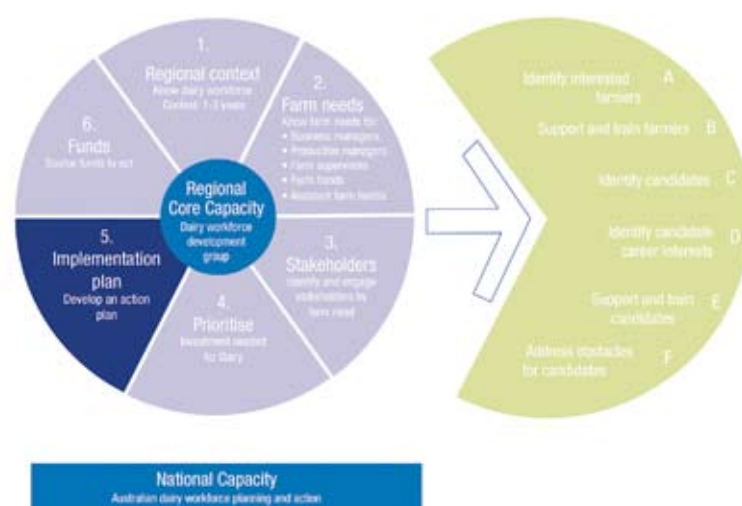 1.
Regional context
Know dairy workforce
Context: 1-3 years
2.
Farm needs
Know farm needs for:
• Business managers
• Production managers
• Farm supervisors
• Farm hands
• Assistant farm hands
3.
Stakeholders
Identify and engage
stakeholders by
farm need
4.
Prioritise
Investment needed
for Dairy
5.
Implementation
plan
Develop an action
plan
6.
Funds
Source funds to act
Regional
Core Capacity
Dairy workforce
development
group
Identify interested
farmers
A
Support and train farmers B
Identify candidates C
Identify candidate
career interests
D
Support and train
candidates
E
Address obstacles
for candidates
F
National Capacity
Australian dairy workforce planning and action